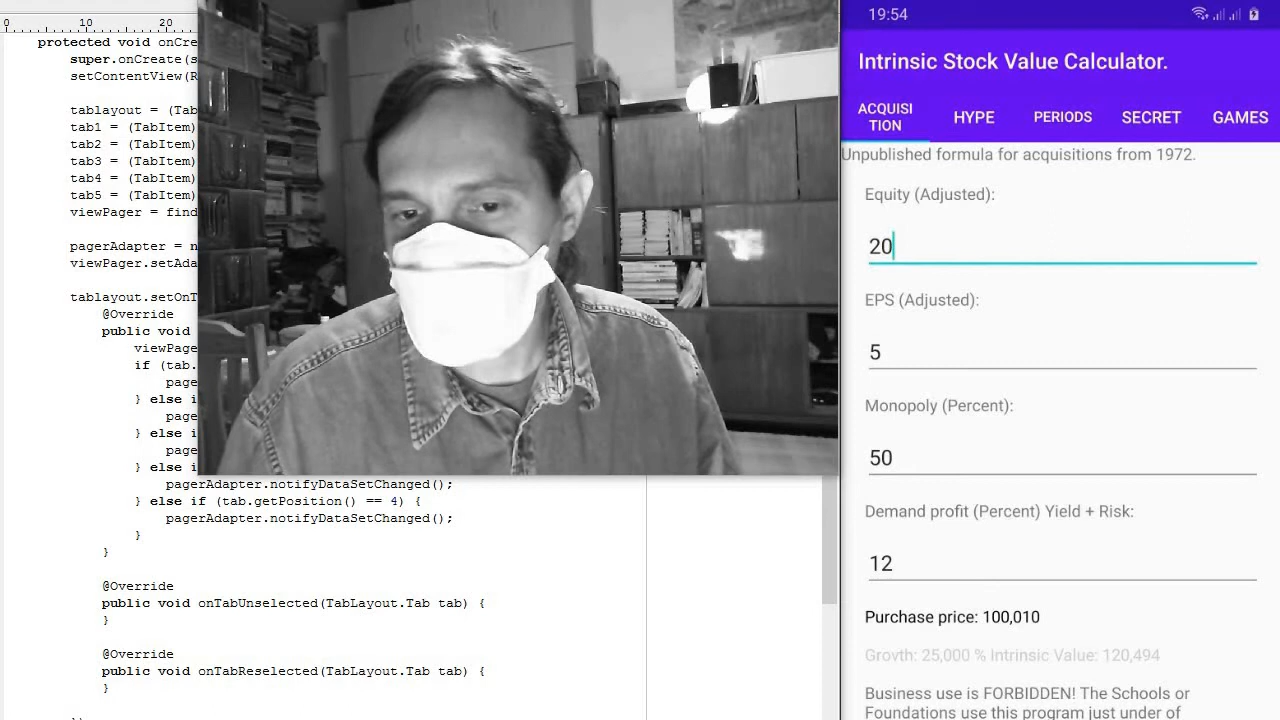 0 10 20
protected void onCre
super.onCreate(s
setContentView(R
tablayout = (Tab
tab1 = (TabItem)
tab2 = (TabItem)
tab3 = (TabItem)
tab4 = (TabItem)
tab5 = (TabItem)
viewPager = find
pagerAdapter = n
viewPager.setAda
tablayout.setOnT
@Override
public void
viewPage
if (tab.
page
} else i
page
} else i
page
} else i
pagerAdapter.notifyDataSetChanged();
} else if (tab.getPosition() == 4) {
pagerAdapter.notifyDataSetChanged();
}
}
@Override
public void onTabUnselected(TabLayout.Tab tab) {
}
@Override
public void onTabReselected(TabLayout.Tab tab) {
}
19:54
Intrinsic Stock Value Calculator.
ACQUISI
TION
HYPE
PERIODS
SECRET
GAMES
Unpublished formula for acquisitions from 1972.
Equity (Adjusted):
20
EPS (Adjusted):
5
Monopoly (Percent):
50
Demand profit (Percent) Yield + Risk:
12
Purchase price: 100,010
Grovth: 25,000 % Intrinsic Value: 120,494
Business use is FORBIDDEN! The Schools or
Foundations use this program just under of